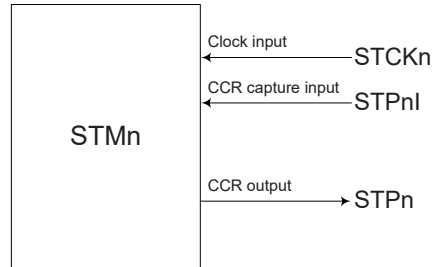 Clock input
STCKn
CCR capture input
STPnI
STMn
CCR output
STPn